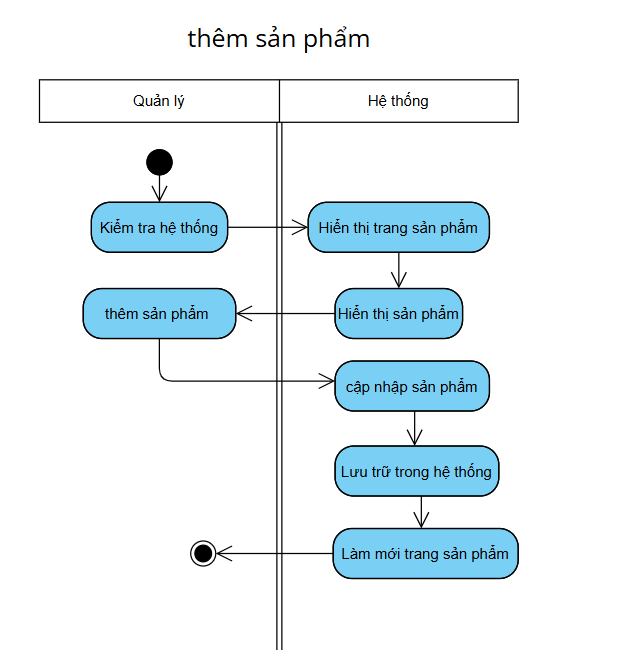 thêm sản phẩm
Quản lý
Hệ thống
Kiểm tra hệ thống
Hiển thị trang sản phẩm
thêm sản phẩm
Hiển thị sản phẩm
cập nhập sản phẩm
Lưu trữ trong hệ thống
Làm mới trang sản phẩm